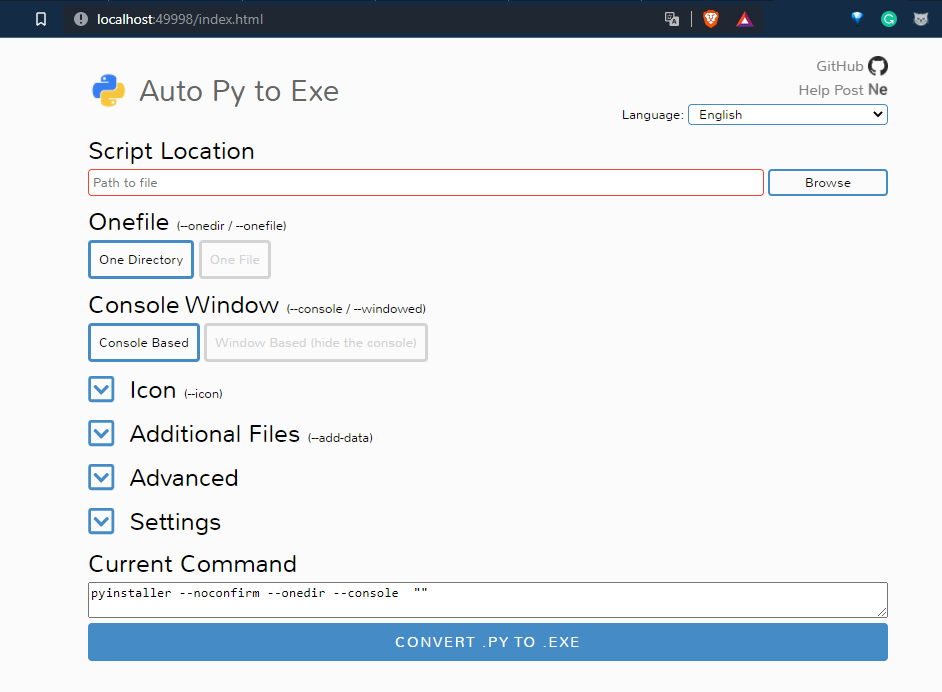 localhost:49998/index.html
GitHub
Auto Py to Exe
Help Post Ne
Language: English
Script Location
Path to file Browse
Onefile (--onedir / --onefile)
One Directory One File
Console Window (--console / --windowed)
Console Based Window Based (hide the console)
Icon (--icon)
Additional Files (--add-data)
Advanced
Settings
Current Command
pyinstaller --noconfirm --onedir --console  ""
CONVERT .PY TO .EXE